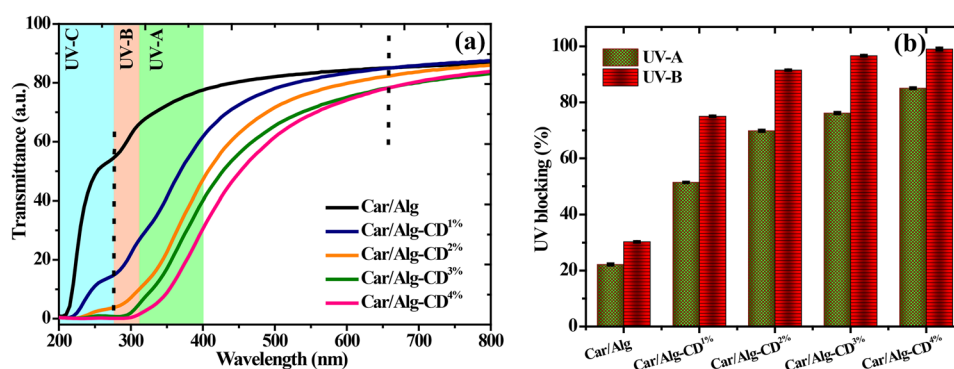 (a)
UV-C
UV-B
UV-A
Transmittance (a.u.)
100
80
60
40
20
0
Car/Alg
Car/Alg-CD1%
Car/Alg-CD2%
Car/Alg-CD3%
Car/Alg-CD4%
200 300 400 500 600 700 800
Wavelength (nm)
(b)
UV-A
UV-B
UV blocking (%)
100
80
60
40
20
0
Car/Alg
Car/Alg-CD1%
Car/Alg-CD2%
Car/Alg-CD3%
Car/Alg-CD4%